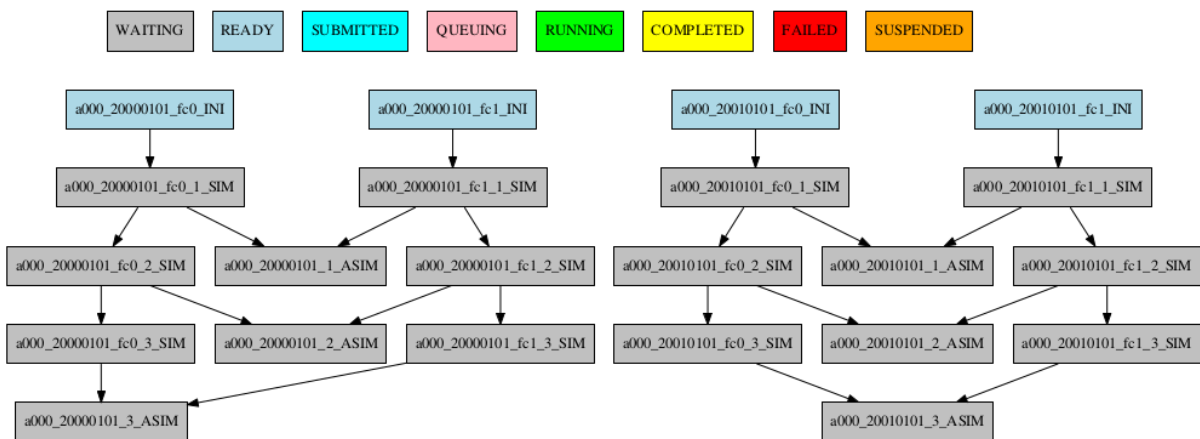 WAITING READY SUBMITTED QUEUING RUNNING COMPLETED FAILED SUSPENDED
a000_20000101_fc0_INI a000_20000101_fc1_INI a000_20010101_fc0_INI a000_20010101_fc1_INI
a000_20000101_fc0_1_SIM a000_20000101_fc1_1_SIM a000_20010101_fc0_1_SIM a000_20010101_fc1_1_SIM
a000_20000101_fc0_2_SIM a000_20000101_1_ASIM a000_20000101_fc1_2_SIM a000_20010101_fc0_2_SIM a000_20010101_1_ASIM a000_20010101_fc1_2_SIM
a000_20000101_fc0_3_SIM a000_20000101_2_ASIM a000_20000101_fc1_3_SIM a000_20010101_fc0_3_SIM a000_20010101_2_ASIM a000_20010101_fc1_3_SIM
a000_20000101_3_ASIM a000_20010101_3_ASIM